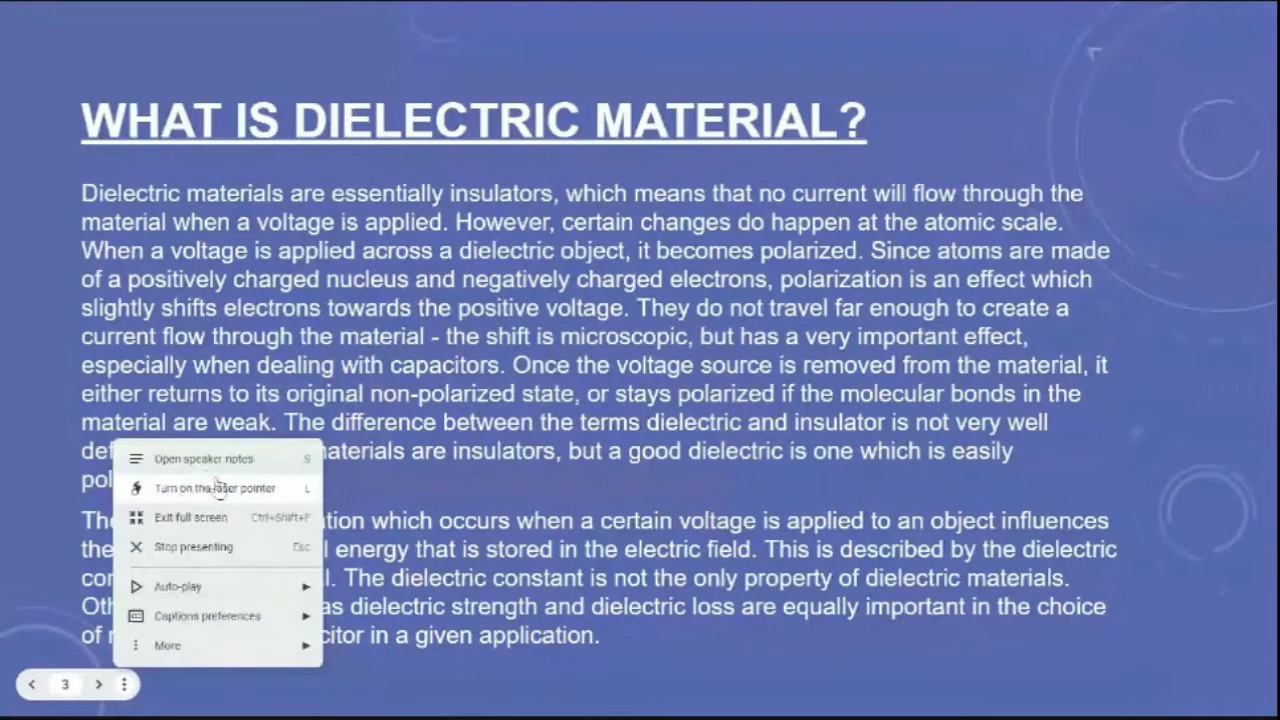 WHAT IS DIELECTRIC MATERIAL?
Dielectric materials are essentially insulators, which means that no current will flow through the
material when a voltage is applied. However, certain changes do happen at the atomic scale.
When a voltage is applied across a dielectric object, it becomes polarized. Since atoms are made
of a positively charged nucleus and negatively charged electrons, polarization is an effect which
slightly shifts electrons towards the positive voltage. They do not travel far enough to create a
current flow through the material - the shift is microscopic, but has a very important effect,
especially when dealing with capacitors. Once the voltage source is removed from the material, it
either returns to its original non-polarized state, or stays polarized if the molecular bonds in the
material are weak. The difference between the terms dielectric and insulator is not very well
materials are insulators, but a good dielectric is one which is easily
which occurs when a certain voltage is applied to an object influences
energy that is stored in the electric field. This is described by the dielectric
The dielectric constant is not the only property of dielectric materials.
as dielectric strength and dielectric loss are equally important in the choice
of in a given application.
Open speaker notes S
Turn on the laser pointer L
Exit full screen Ctrl+Shift+F
Stop presenting Esc
Auto-play
Captions preferences
More
3